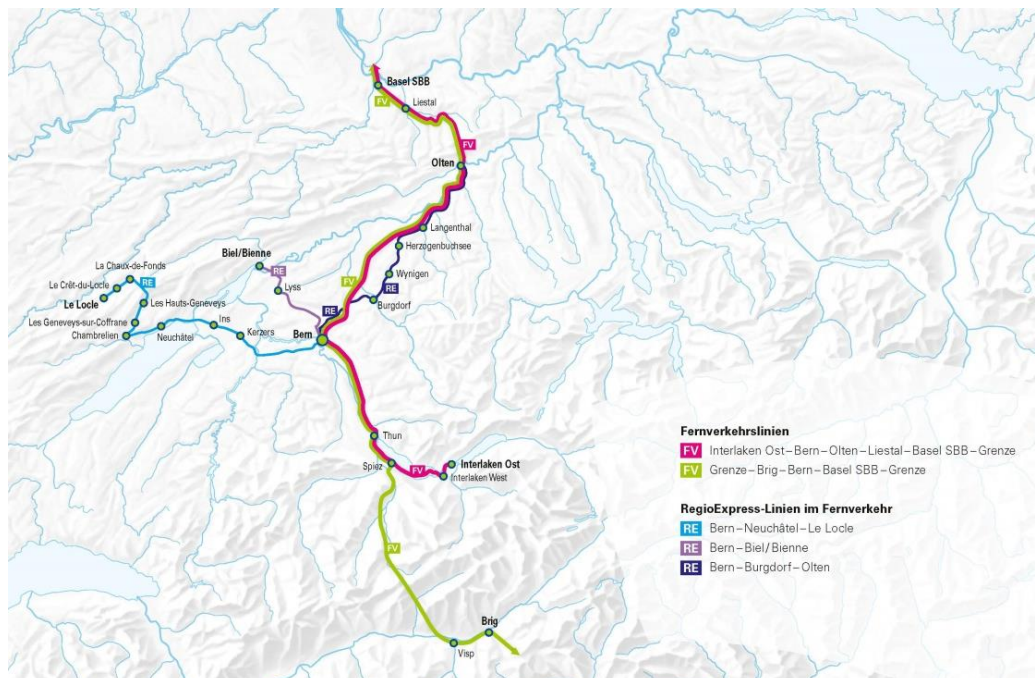 Basel SBB
FV
Liestal
FV
Olten
Langenthal
Herzogenbuchsee
Biel/Bienne
La Chaux-de-Fonds
RE
FV
Wynigen
Le Crêt-du-Locle
RE
RE
Lyss
Le Locle
Les Hauts-Geneveys
Burgdorf
RE
Les Geneveys-sur-Coffrane
Ins
Bern
Chambrelien
Neuchâtel
Kerzers
Thun
Spiez
Interlaken Ost
FV
Interlaken West
FV
Brig
Visp
Fernverkehrslinien
FV Interlaken Ost – Bern – Olten – Liestal – Basel SBB – Grenze
FV Grenze – Brig – Bern – Basel SBB – Grenze
RegioExpress-Linien im Fernverkehr
RE Bern – Neuchâtel – Le Locle
RE Bern – Biel/Bienne
RE Bern – Burgdorf – Olten